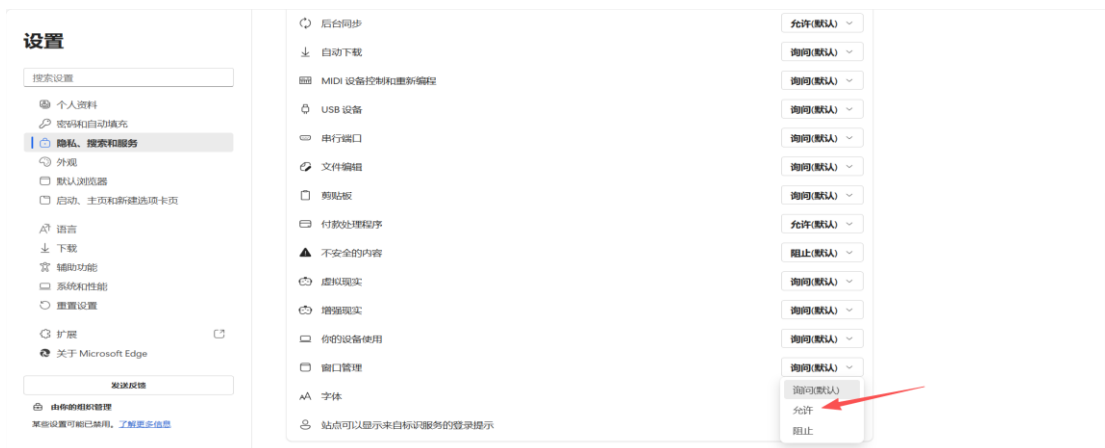 设置
搜索设置
个人资料
密码和自动填充
隐私、搜索和服务
外观
默认浏览器
启动、主页和新建选项卡页
语言
下载
辅助功能
系统和性能
重置设置
扩展
关于 Microsoft Edge
发送反馈
由你的组织管理
某些设置可能已禁用。了解更多信息
后台同步 允许(默认)
自动下载 询问(默认)
MIDI 设备控制和重新编程 询问(默认)
USB 设备 询问(默认)
串行端口 询问(默认)
文件编辑 询问(默认)
剪贴板 询问(默认)
付款处理程序 允许(默认)
不安全的内容 阻止(默认)
虚拟现实 询问(默认)
增强现实 询问(默认)
你的设备使用 询问(默认)
窗口管理 询问(默认)
询问(默认)
字体
允许
站点可以显示来自标识服务的登录提示
阻止